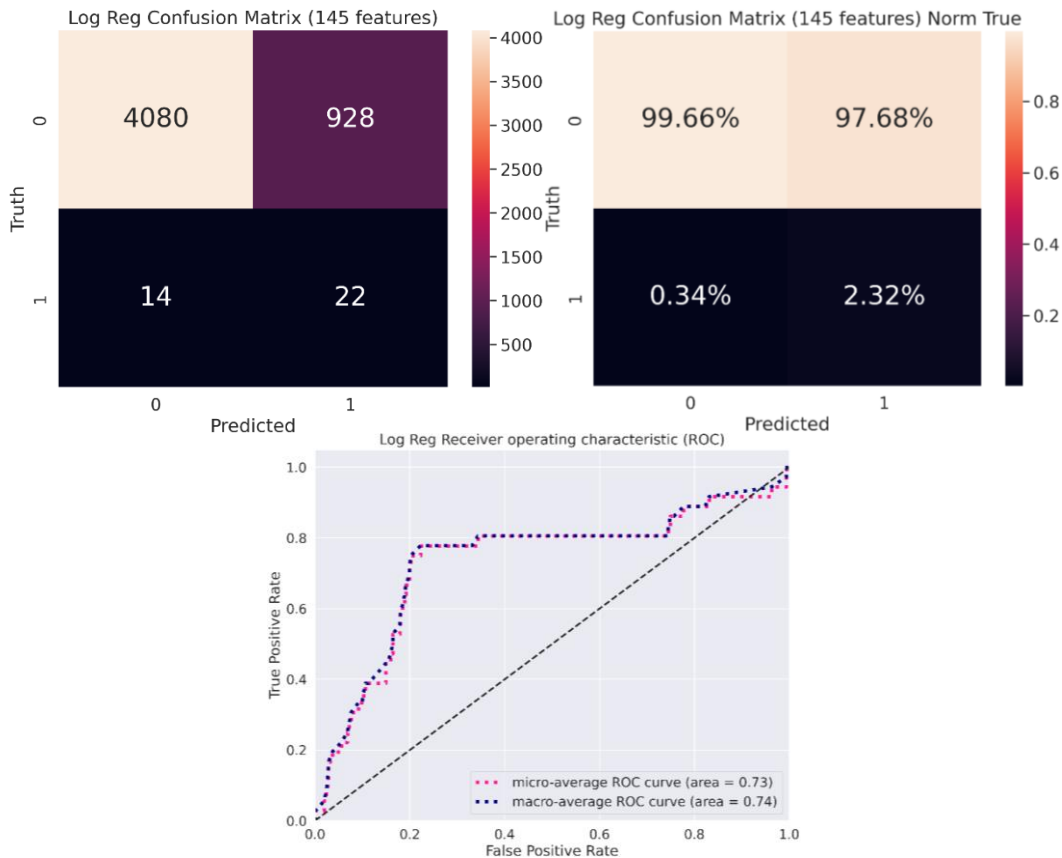 Log Reg Confusion Matrix (145 features)
4080 928
14 22
0
1
Truth
0 1
Predicted
4000
3500
3000
2500
2000
1500
1000
500
Log Reg Confusion Matrix (145 features) Norm True
99.66% 97.68%
0.34% 2.32%
0
1
Truth
0 1
Predicted
0.8
0.6
0.4
0.2
Log Reg Receiver operating characteristic (ROC)
1.0
0.8
0.6
0.4
0.2
0.0
True Positive Rate
micro-average ROC curve (area = 0.73)
macro-average ROC curve (area = 0.74)
0.0 0.2 0.4 0.6 0.8 1.0
False Positive Rate